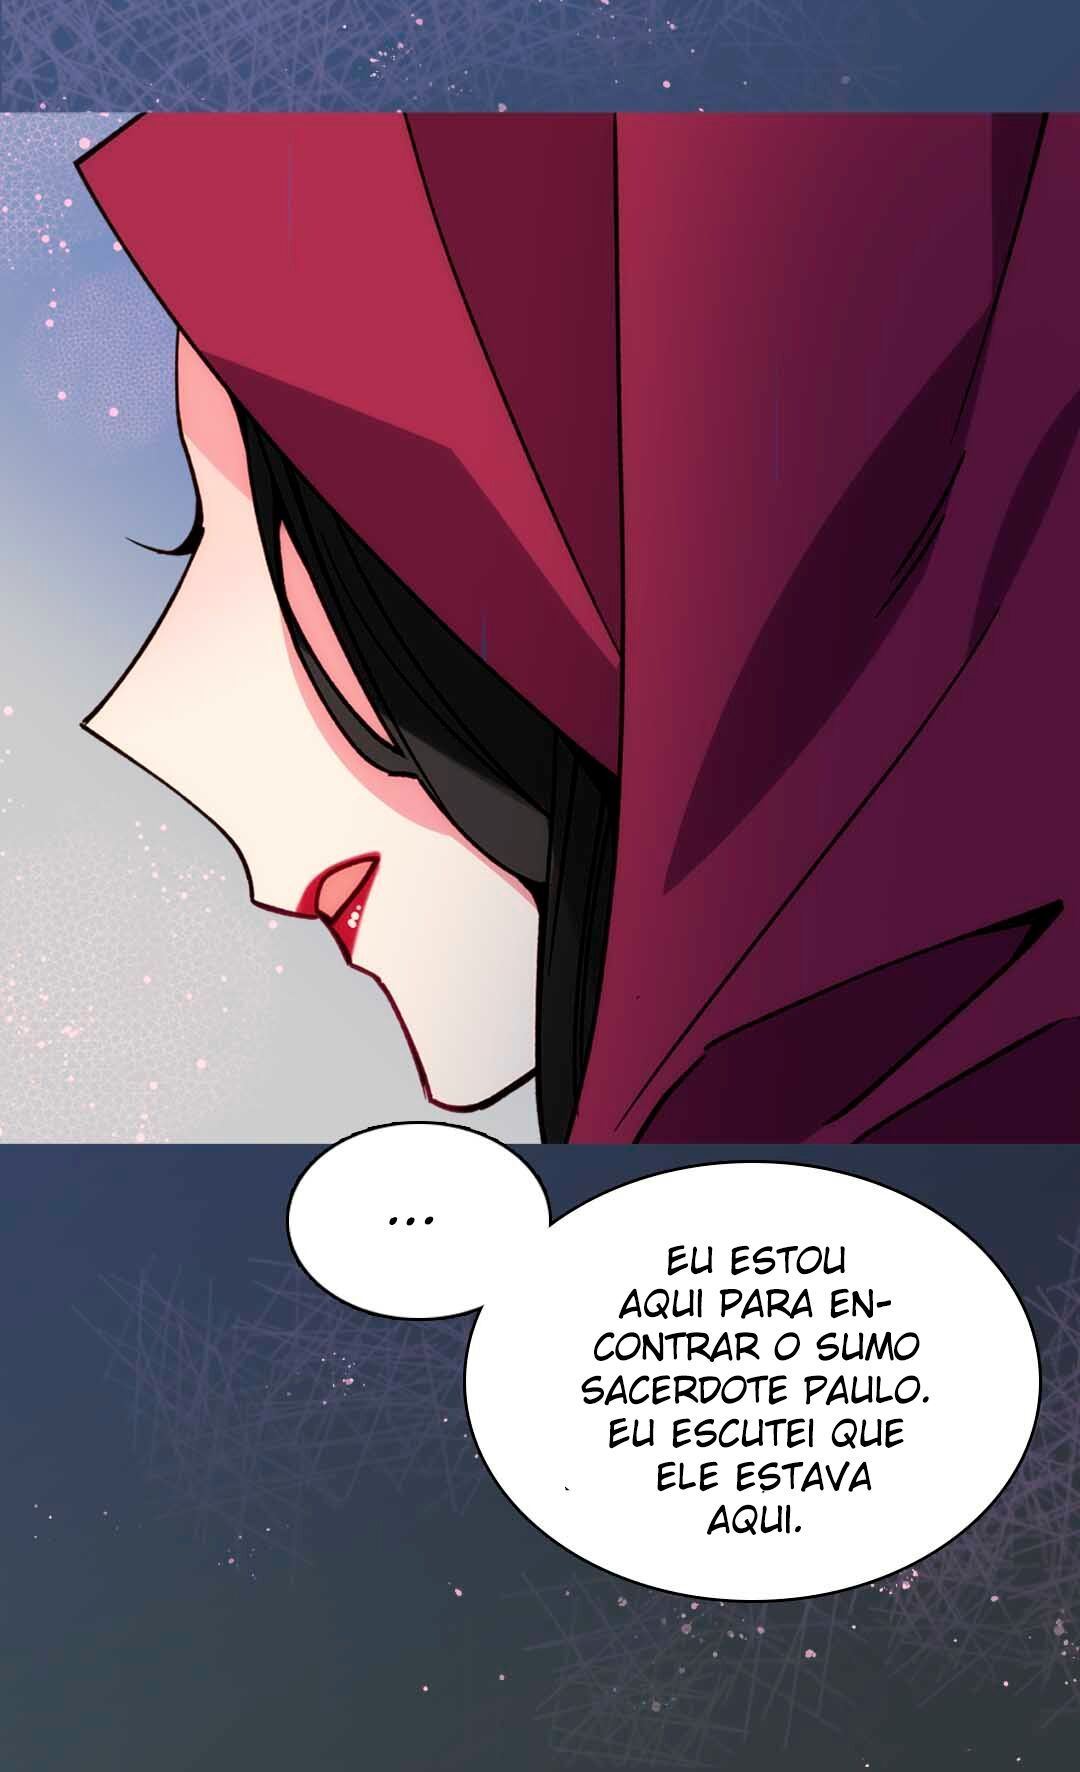 ...
EU ESTOU
AQUI PARA EN-
CONTRAR O SUMO
SACERDOTE PAULO.
EU ESCUTEI QUE
ELE ESTAVA
AQUI.